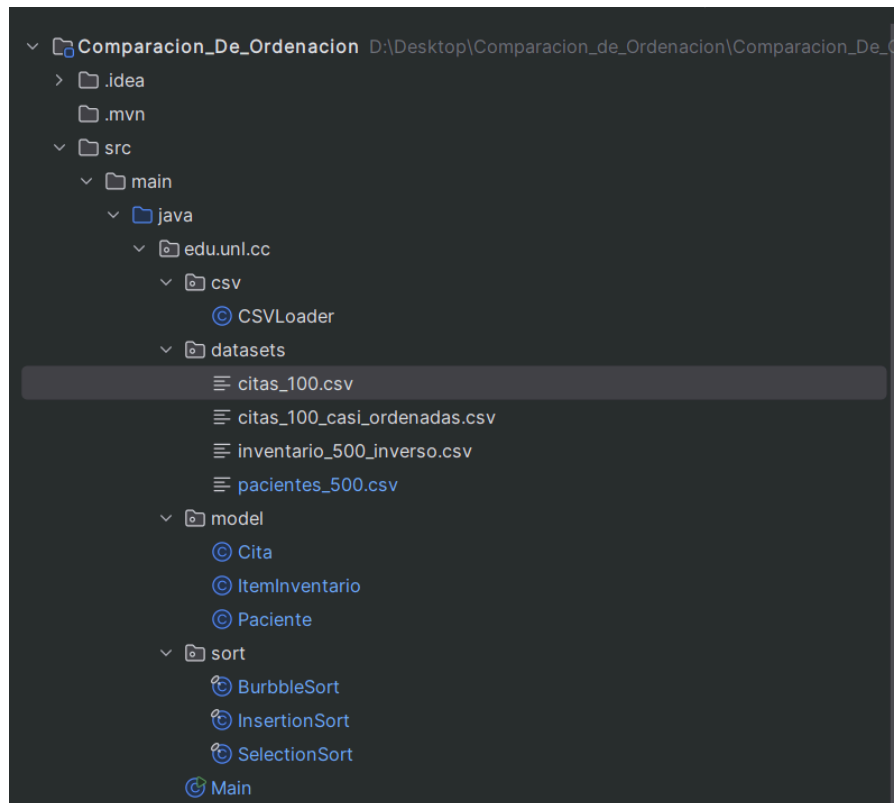 Comparacion_De_Ordenacion D:\Desktop\Comparacion_de_Ordenacion\Comparacion_De_
.idea
.mvn
src
main
java
edu.unl.cc
csv
CSVLoader
datasets
citas_100.csv
citas_100_casi_ordenadas.csv
inventario_500_inverso.csv
pacientes_500.csv
model
Cita
ItemInventario
Paciente
sort
BurbbleSort
InsertionSort
SelectionSort
Main